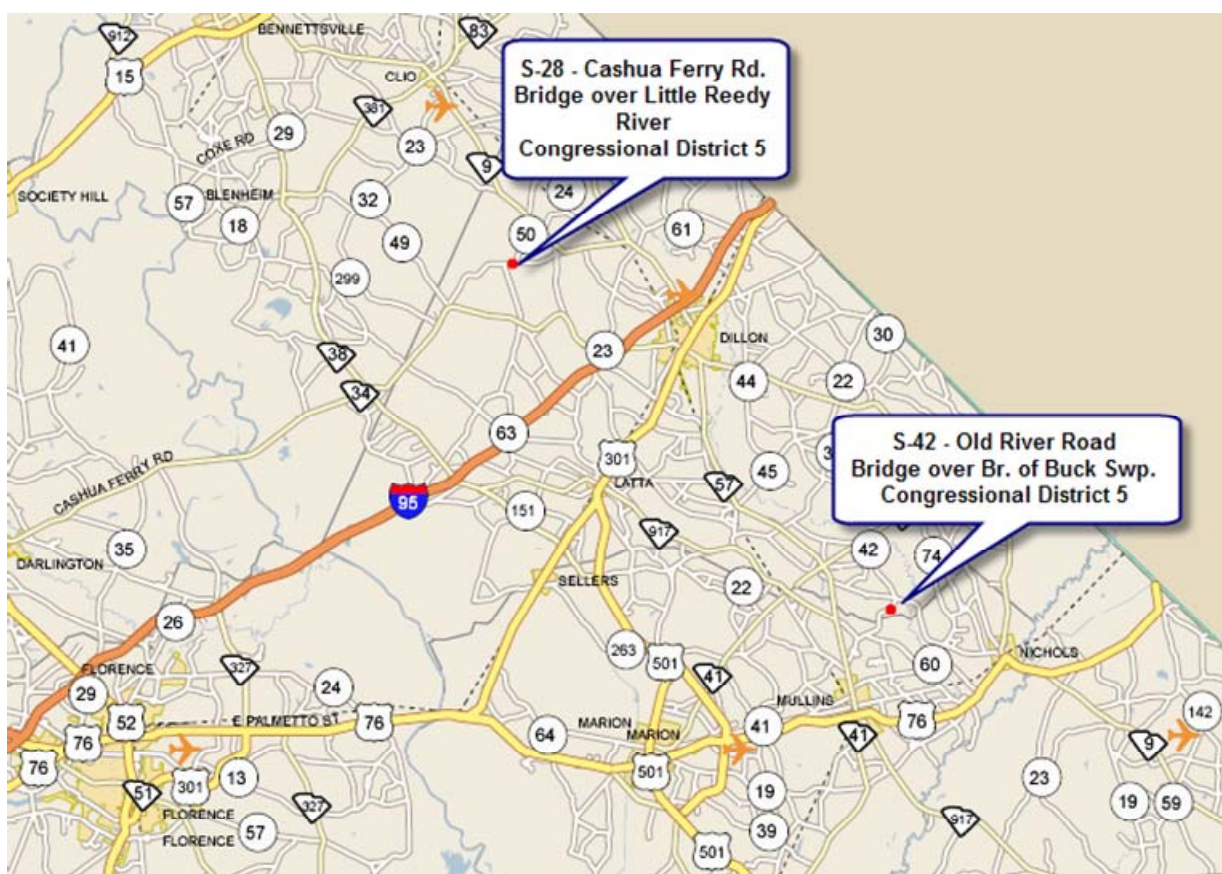 BENNETTSVILLE
83
912
15
CLIO
S-28 - Cashua Ferry Rd.
Bridge over Little Reedy
River
Congressional District 5
381
29
23
COXE RD
9
SOCIETY HILL
57
BLENHEIM
32
24
18
50
61
49
299
41
30
38
23
DILLON
34
44
22
63
S-42 - Old River Road
Bridge over Br. of Buck Swp.
Congressional District 5
CASHUA FERRY RD
301
45
57
LATTA
95
151
917
35
42
74
DARLINGTON
SELLERS
22
26
263
NICHOLS
327
501
60
FLORENCE
41
29
24
MULLINS
52
E PALMETTO ST
76
MARION
41
76
142
76
64
MARION
41
9
76
501
301
13
23
51
19
19
59
327
FLORENCE
57
39
917
FLORENCE
501